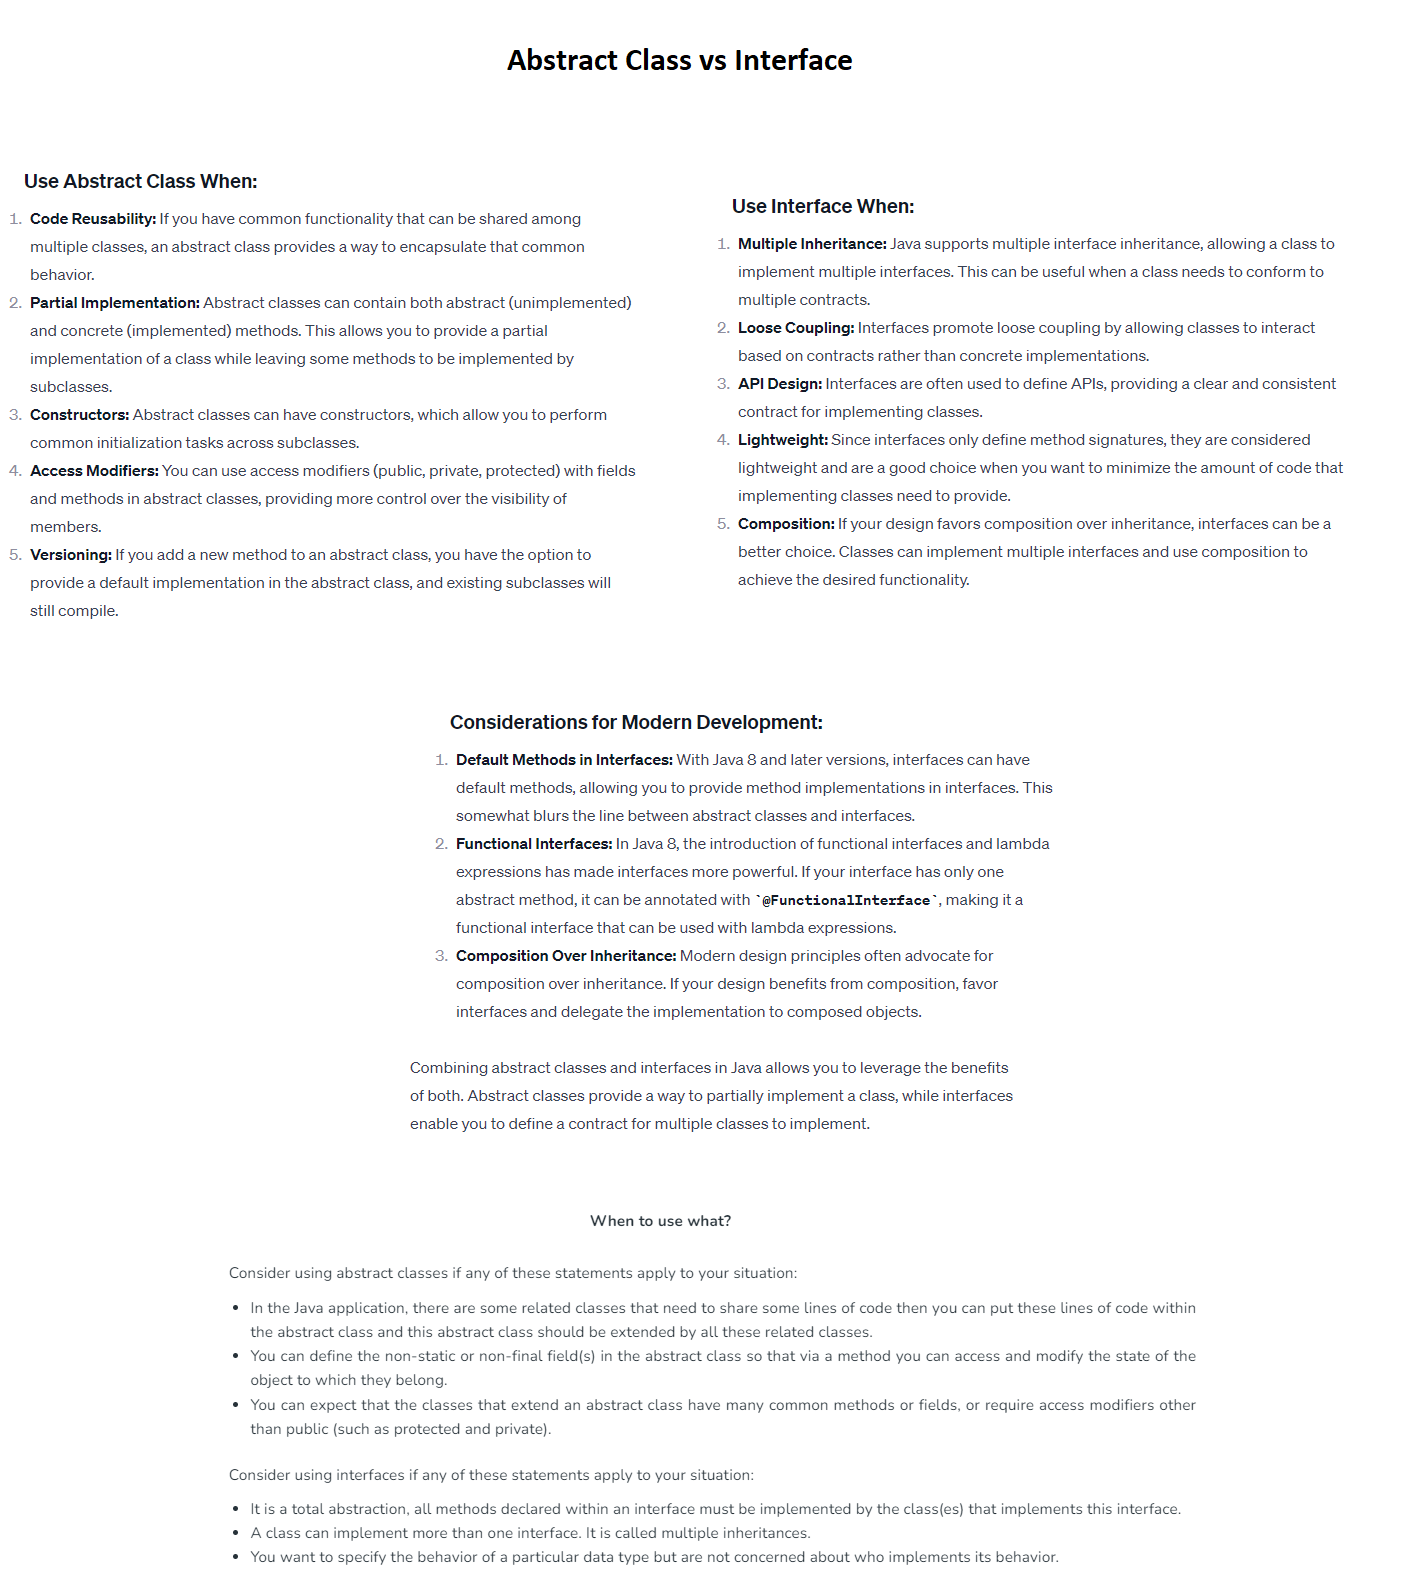 Abstract Class vs Interface
Use Abstract Class When:
1. Code Reusability: If you have common functionality that can be shared among
multiple classes, an abstract class provides a way to encapsulate that common
behavior.
2. Partial Implementation: Abstract classes can contain both abstract (unimplemented)
and concrete (implemented) methods. This allows you to provide a partial
implementation of a class while leaving some methods to be implemented by
subclasses.
3. Constructors: Abstract classes can have constructors, which allow you to perform
common initialization tasks across subclasses.
4. Access Modifiers: You can use access modifiers (public, private, protected) with fields
and methods in abstract classes, providing more control over the visibility of
members.
5. Versioning: If you add a new method to an abstract class, you have the option to
provide a default implementation in the abstract class, and existing subclasses will
still compile.
Use Interface When:
1. Multiple Inheritance: Java supports multiple interface inheritance, allowing a class to
implement multiple interfaces. This can be useful when a class needs to conform to
multiple contracts.
2. Loose Coupling: Interfaces promote loose coupling by allowing classes to interact
based on contracts rather than concrete implementations.
3. API Design: Interfaces are often used to define APIs, providing a clear and consistent
contract for implementing classes.
4. Lightweight: Since interfaces only define method signatures, they are considered
lightweight and are a good choice when you want to minimize the amount of code that
implementing classes need to provide.
5. Composition: If your design favors composition over inheritance, interfaces can be a
better choice. Classes can implement multiple interfaces and use composition to
achieve the desired functionality.
Considerations for Modern Development:
1. Default Methods in Interfaces: With Java 8 and later versions, interfaces can have
default methods, allowing you to provide method implementations in interfaces. This
somewhat blurs the line between abstract classes and interfaces.
2. Functional Interfaces: In Java 8, the introduction of functional interfaces and lambda
expressions has made interfaces more powerful. If your interface has only one
abstract method, it can be annotated with `@FunctionalInterface`, making it a
functional interface that can be used with lambda expressions.
3. Composition Over Inheritance: Modern design principles often advocate for
composition over inheritance. If your design benefits from composition, favor
interfaces and delegate the implementation to composed objects.
Combining abstract classes and interfaces in Java allows you to leverage the benefits
of both. Abstract classes provide a way to partially implement a class, while interfaces
enable you to define a contract for multiple classes to implement.
When to use what?
Consider using abstract classes if any of these statements apply to your situation:
• In the Java application, there are some related classes that need to share some lines of code then you can put these lines of code within
the abstract class and this abstract class should be extended by all these related classes.
• You can define the non-static or non-final field(s) in the abstract class so that via a method you can access and modify the state of the
object to which they belong.
• You can expect that the classes that extend an abstract class have many common methods or fields, or require access modifiers other
than public (such as protected and private).
Consider using interfaces if any of these statements apply to your situation:
• It is a total abstraction, all methods declared within an interface must be implemented by the class(es) that implements this interface.
• A class can implement more than one interface. It is called multiple inheritances.
• You want to specify the behavior of a particular data type but are not concerned about who implements its behavior.